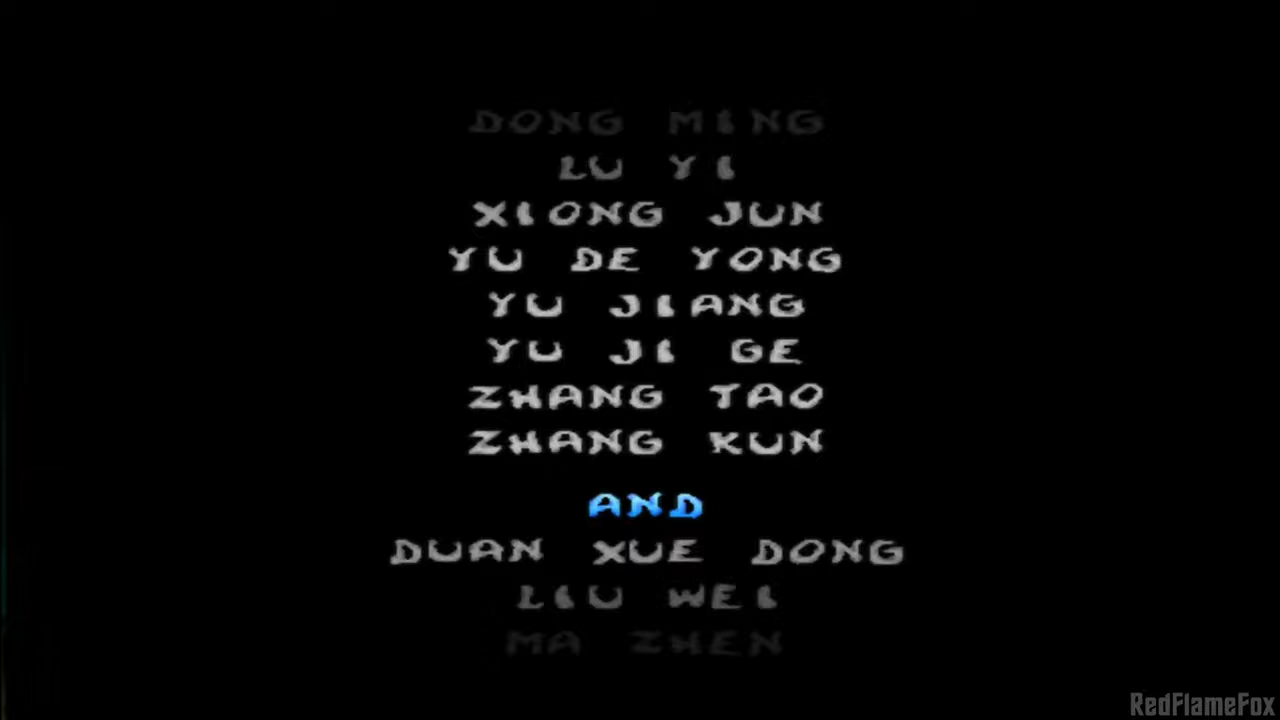 DONG MING
LU YI
XIONG JUN
YU DE YONG
YU JIANG
YU JI GE
ZHANG TAO
ZHANG KUN
AND
DUAN XUE DONG
LIU WEI
MA ZHEN
RedFlameFox